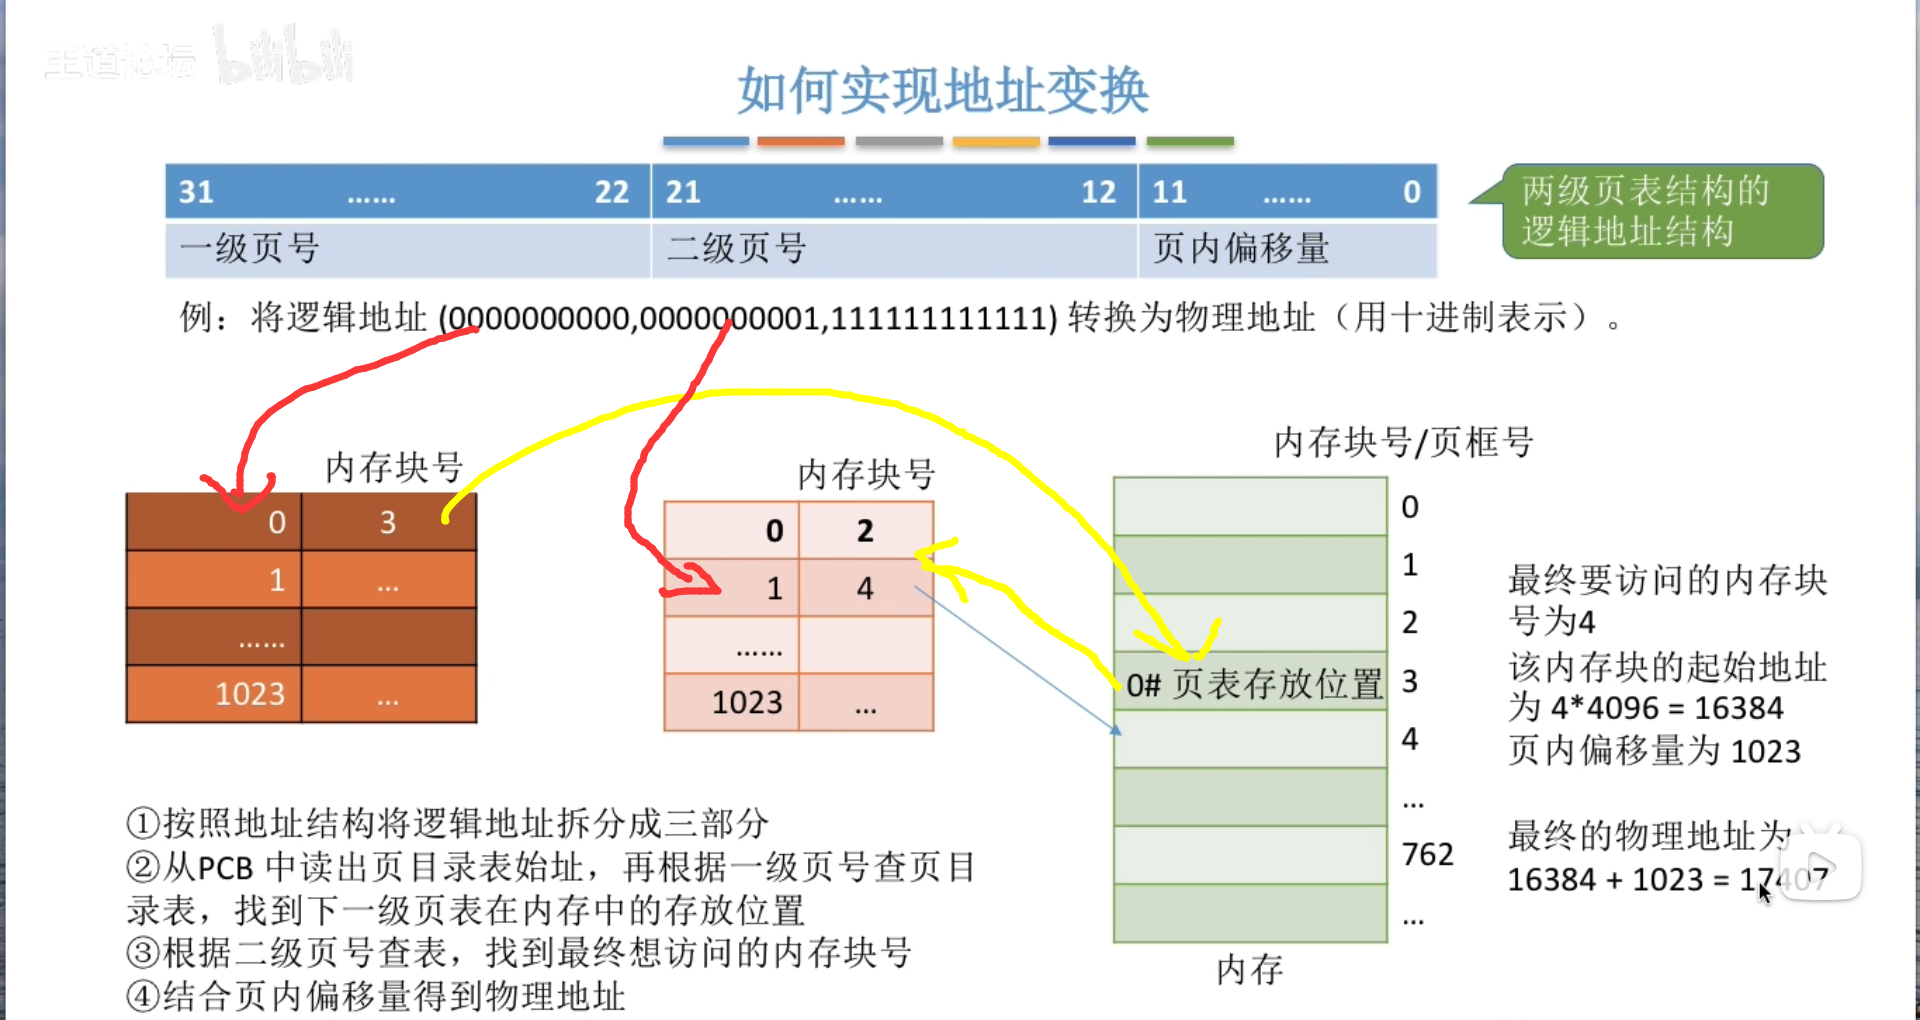 王道论坛 bilibili
如何实现地址变换
31 …… 22 21 …… 12 11 …… 0
一级页号 二级页号 页内偏移量
两级页表结构的
逻辑地址结构
例：将逻辑地址 (0000000000,0000000001,111111111111) 转换为物理地址（用十进制表示）。
内存块号
0 3
1 ...
……
1023 ...
内存块号
0 2
1 4
……
1023 ...
内存块号/页框号
0
1
2
0# 页表存放位置 3
4
...
762
...
内存
最终要访问的内存块
号为4
该内存块的起始地址
为 4*4096 = 16384
页内偏移量为 1023
最终的物理地址为
16384 + 1023 = 17407
①按照地址结构将逻辑地址拆分成三部分
②从PCB 中读出页目录表始址，再根据一级页号查页目
录表，找到下一级页表在内存中的存放位置
③根据二级页号查表，找到最终想访问的内存块号
④结合页内偏移量得到物理地址